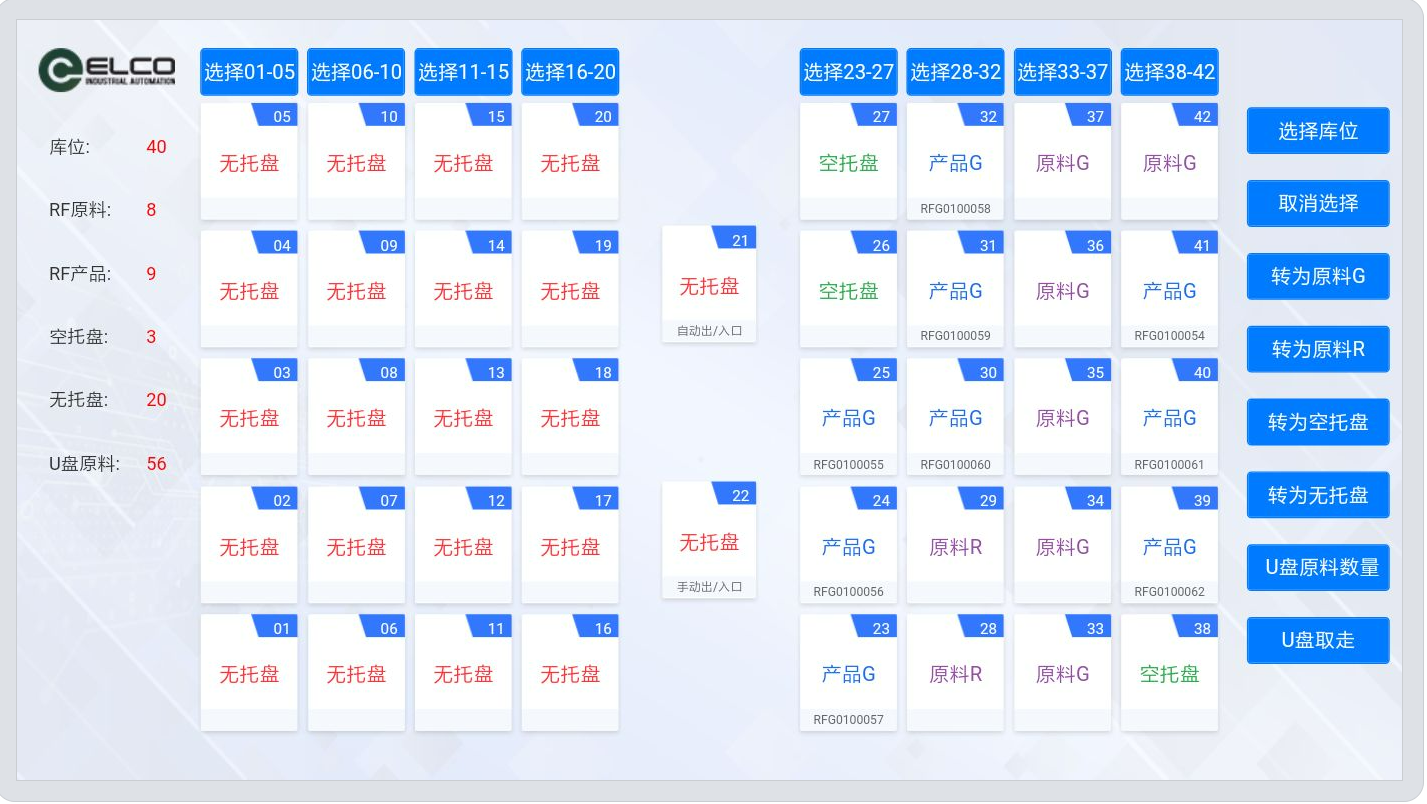 ELCO
INDUSTRIAL AUTOMATION
选择01-05 选择06-10 选择11-15 选择16-20 选择23-27 选择28-32 选择33-37 选择38-42
库位: 40
RF原料: 8
RF产品: 9
空托盘: 3
无托盘: 20
U盘原料: 56
05 10 15 20
无托盘 无托盘 无托盘 无托盘
04 09 14 19
无托盘 无托盘 无托盘 无托盘
03 08 13 18
无托盘 无托盘 无托盘 无托盘
02 07 12 17
无托盘 无托盘 无托盘 无托盘
01 06 11 16
无托盘 无托盘 无托盘 无托盘
21
无托盘
自动出/入口
22
无托盘
手动出/入口
27 32 37 42
空托盘 产品G 原料G 原料G
RFG0100058
26 31 36 41
空托盘 产品G 原料G 产品G
RFG0100059 RFG0100054
25 30 35 40
产品G 产品G 原料G 产品G
RFG0100055 RFG0100060 RFG0100061
24 29 34 39
产品G 原料R 原料G 产品G
RFG0100056 RFG0100062
23 28 33 38
产品G 原料R 原料G 空托盘
RFG0100057
选择库位
取消选择
转为原料G
转为原料R
转为空托盘
转为无托盘
U盘原料数量
U盘取走